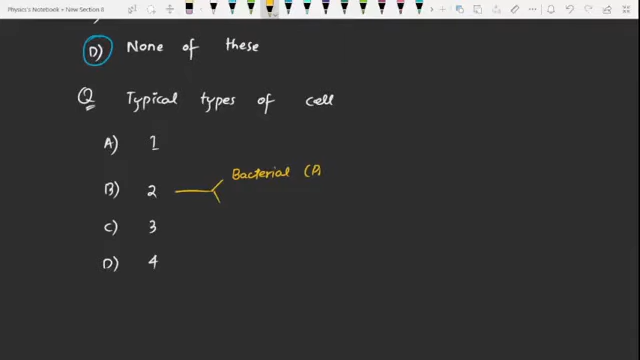 Physics's Notebook • New Section 8
D) None of these
Q Typical types of cell
A) 1
B) 2 Bacterial (P
C) 3
D) 4